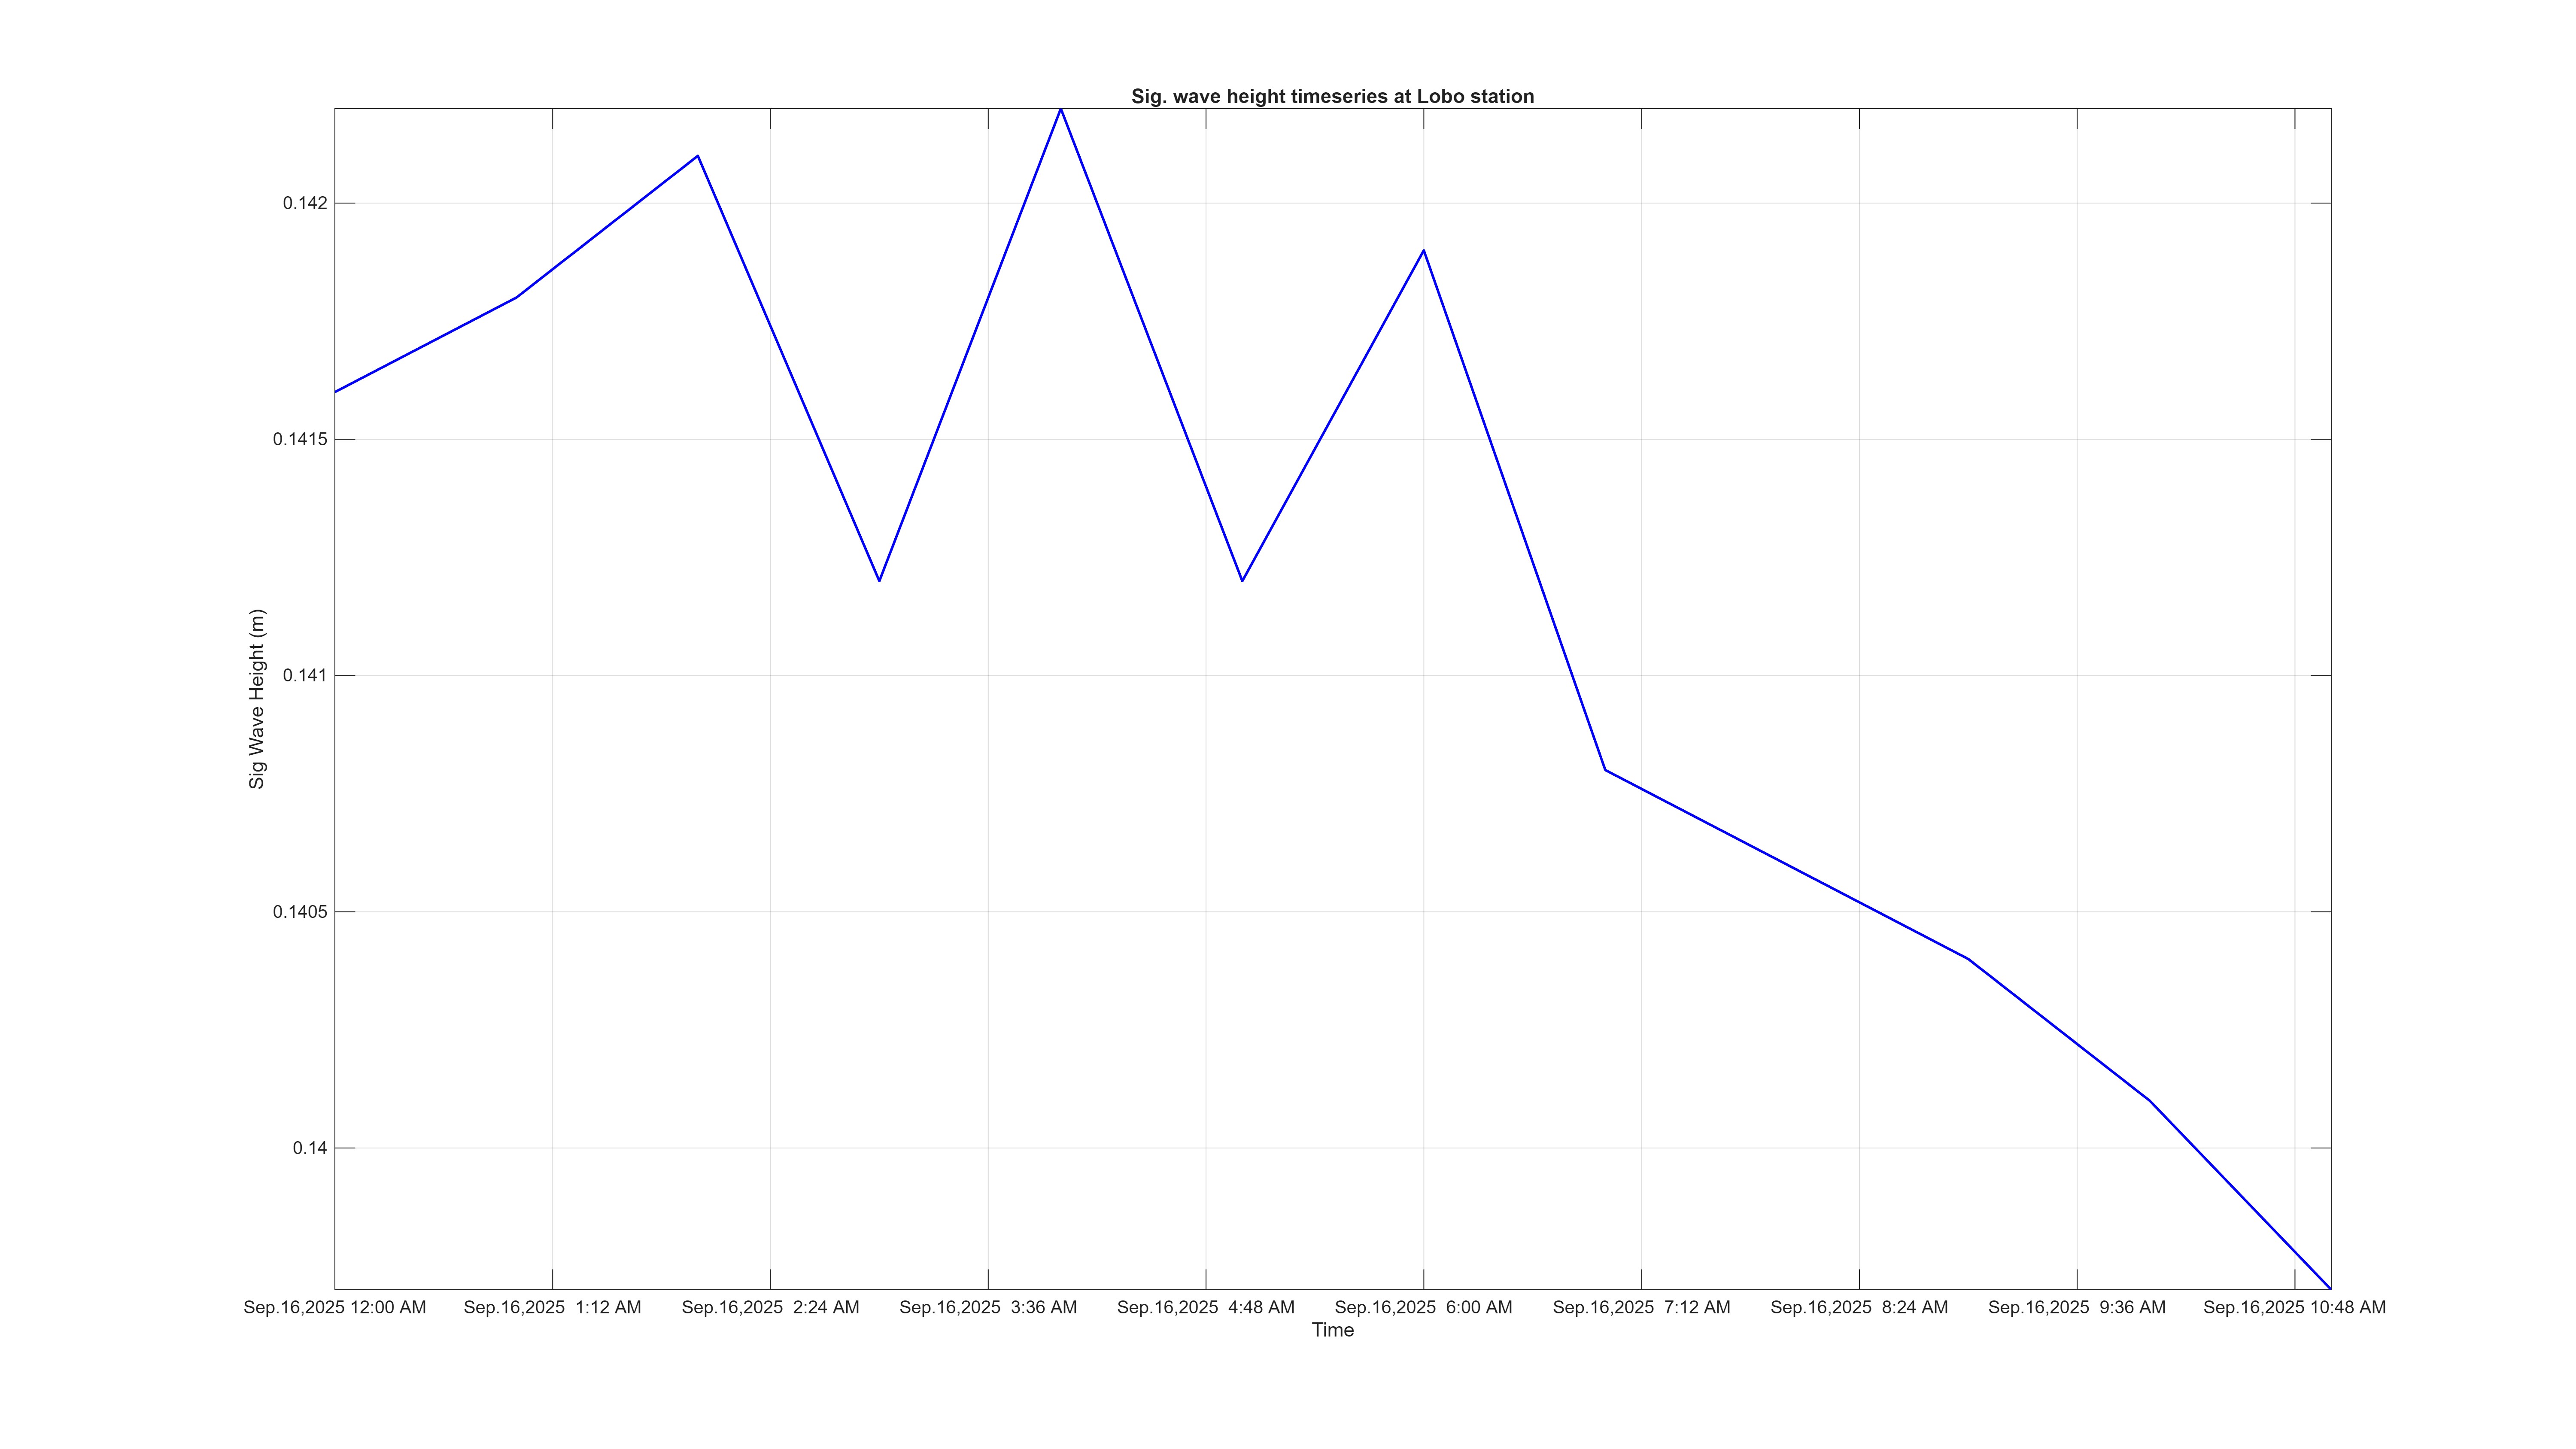 Sig. wave height timeseries at Lobo station
0.142
0.1415
0.141
0.1405
0.14
Sig Wave Height (m)
Sep.16,2025 12:00 AM
Sep.16,2025  1:12 AM
Sep.16,2025  2:24 AM
Sep.16,2025  3:36 AM
Sep.16,2025  4:48 AM
Sep.16,2025  6:00 AM
Sep.16,2025  7:12 AM
Sep.16,2025  8:24 AM
Sep.16,2025  9:36 AM
Sep.16,2025 10:48 AM
Time